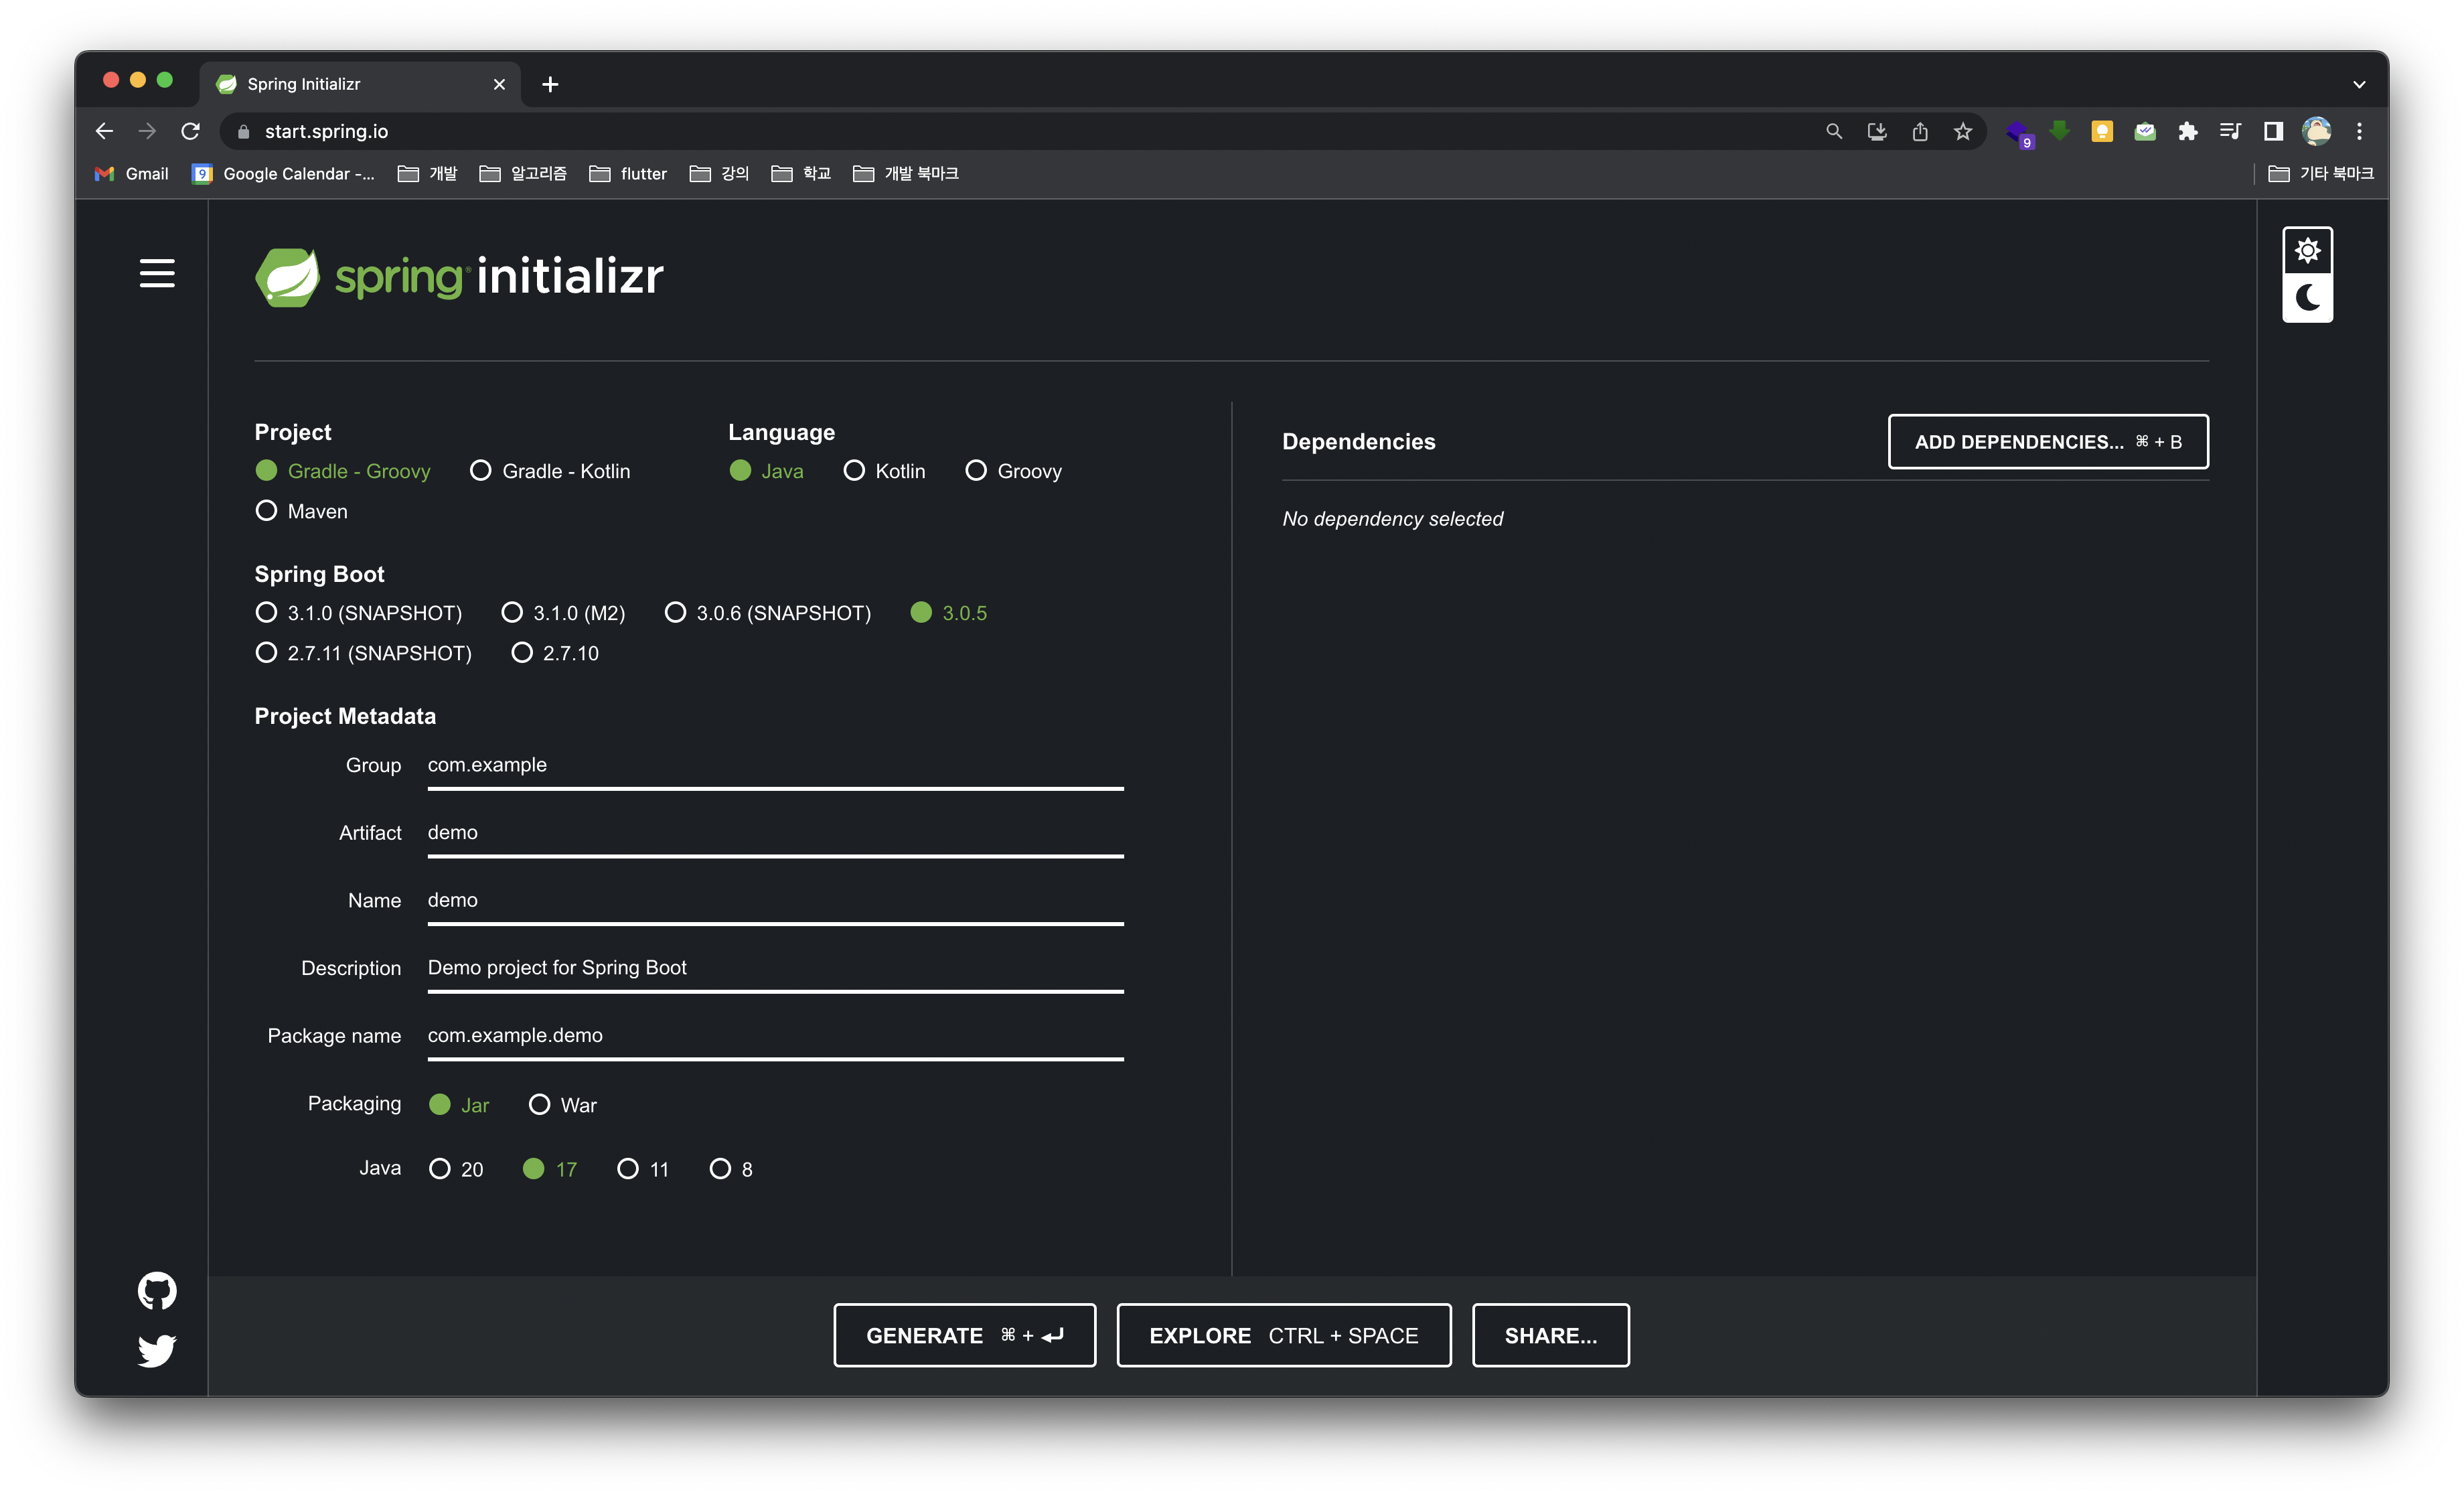 Spring Initializr
start.spring.io
9
Gmail
9
Google Calendar -...
개발
알고리즘
flutter
강의
학교
개발 북마크
기타 북마크
spring initializr
Project
Gradle - Groovy Gradle - Kotlin
Maven
Language
Java Kotlin Groovy
Spring Boot
3.1.0 (SNAPSHOT) 3.1.0 (M2) 3.0.6 (SNAPSHOT) 3.0.5
2.7.11 (SNAPSHOT) 2.7.10
Project Metadata
Group com.example
Artifact demo
Name demo
Description Demo project for Spring Boot
Package name com.example.demo
Packaging Jar War
Java 20 17 11 8
Dependencies
ADD DEPENDENCIES... ⌘ + B
No dependency selected
GENERATE ⌘ + ⏎
EXPLORE CTRL + SPACE
SHARE...